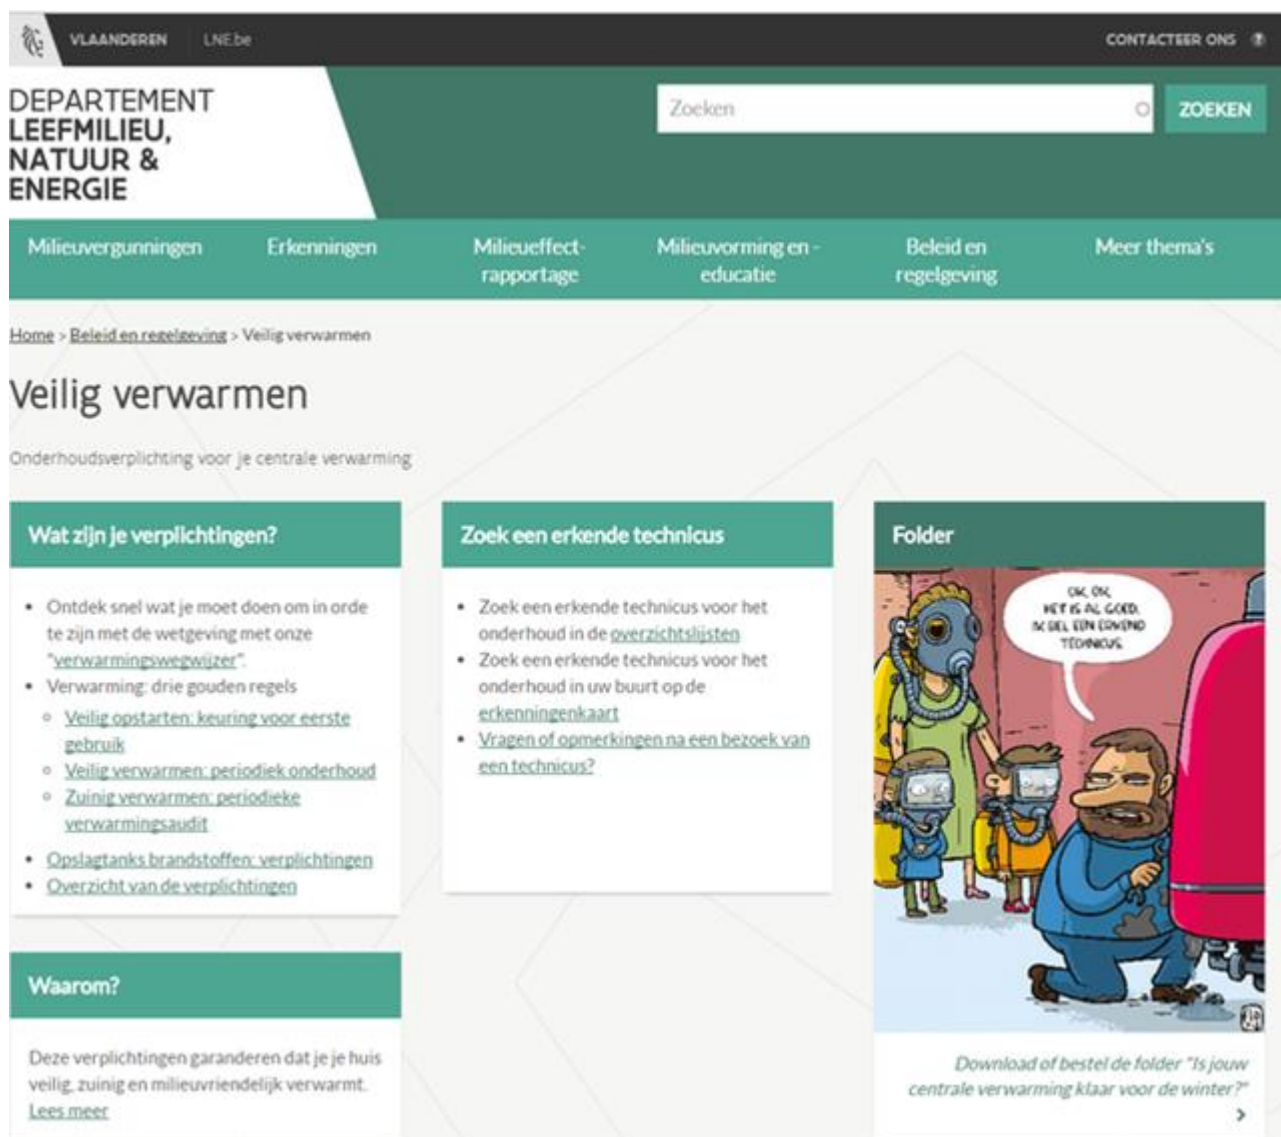 VLAANDEREN LNE.be CONTACTEER ONS ?
DEPARTEMENT
LEEFMILIEU,
NATUUR &
ENERGIE
Zoeken ZOEKEN
Milieuvergunningen
Erkenningen
Milieueffect-
rapportage
Milieuvorming en -
educatie
Beleid en
regelgeving
Meer thema's
Home > Beleid en regelgeving > Veilig verwarmen
Veilig verwarmen
Onderhoudsverplichting voor je centrale verwarming
Wat zijn je verplichtingen?
• Ontdek snel wat je moet doen om in orde
te zijn met de wetgeving met onze
"verwarmingswegwijzer".
• Verwarming: drie gouden regels
○ Veilig opstarten: keuring voor eerste
gebruik
○ Veilig verwarmen: periodiek onderhoud
○ Zuinig verwarmen: periodieke
verwarmingsaudit
• Opslagtanks brandstoffen: verplichtingen
• Overzicht van de verplichtingen
Waarom?
Deze verplichtingen garanderen dat je je huis
veilig, zuinig en milieuvriendelijk verwarmt.
Lees meer
Zoek een erkende technicus
• Zoek een erkende technicus voor het
onderhoud in de overzichtslijsten
• Zoek een erkende technicus voor het
onderhoud in uw buurt op de
erkenningenkaart
• Vragen of opmerkingen na een bezoek van
een technicus?
Folder
OK, OK,
HET IS AL GOED.
IK BEL EEN ERKEND
TECHNICUS
Download of bestel de folder "Is jouw
centrale verwarming klaar voor de winter?"
>